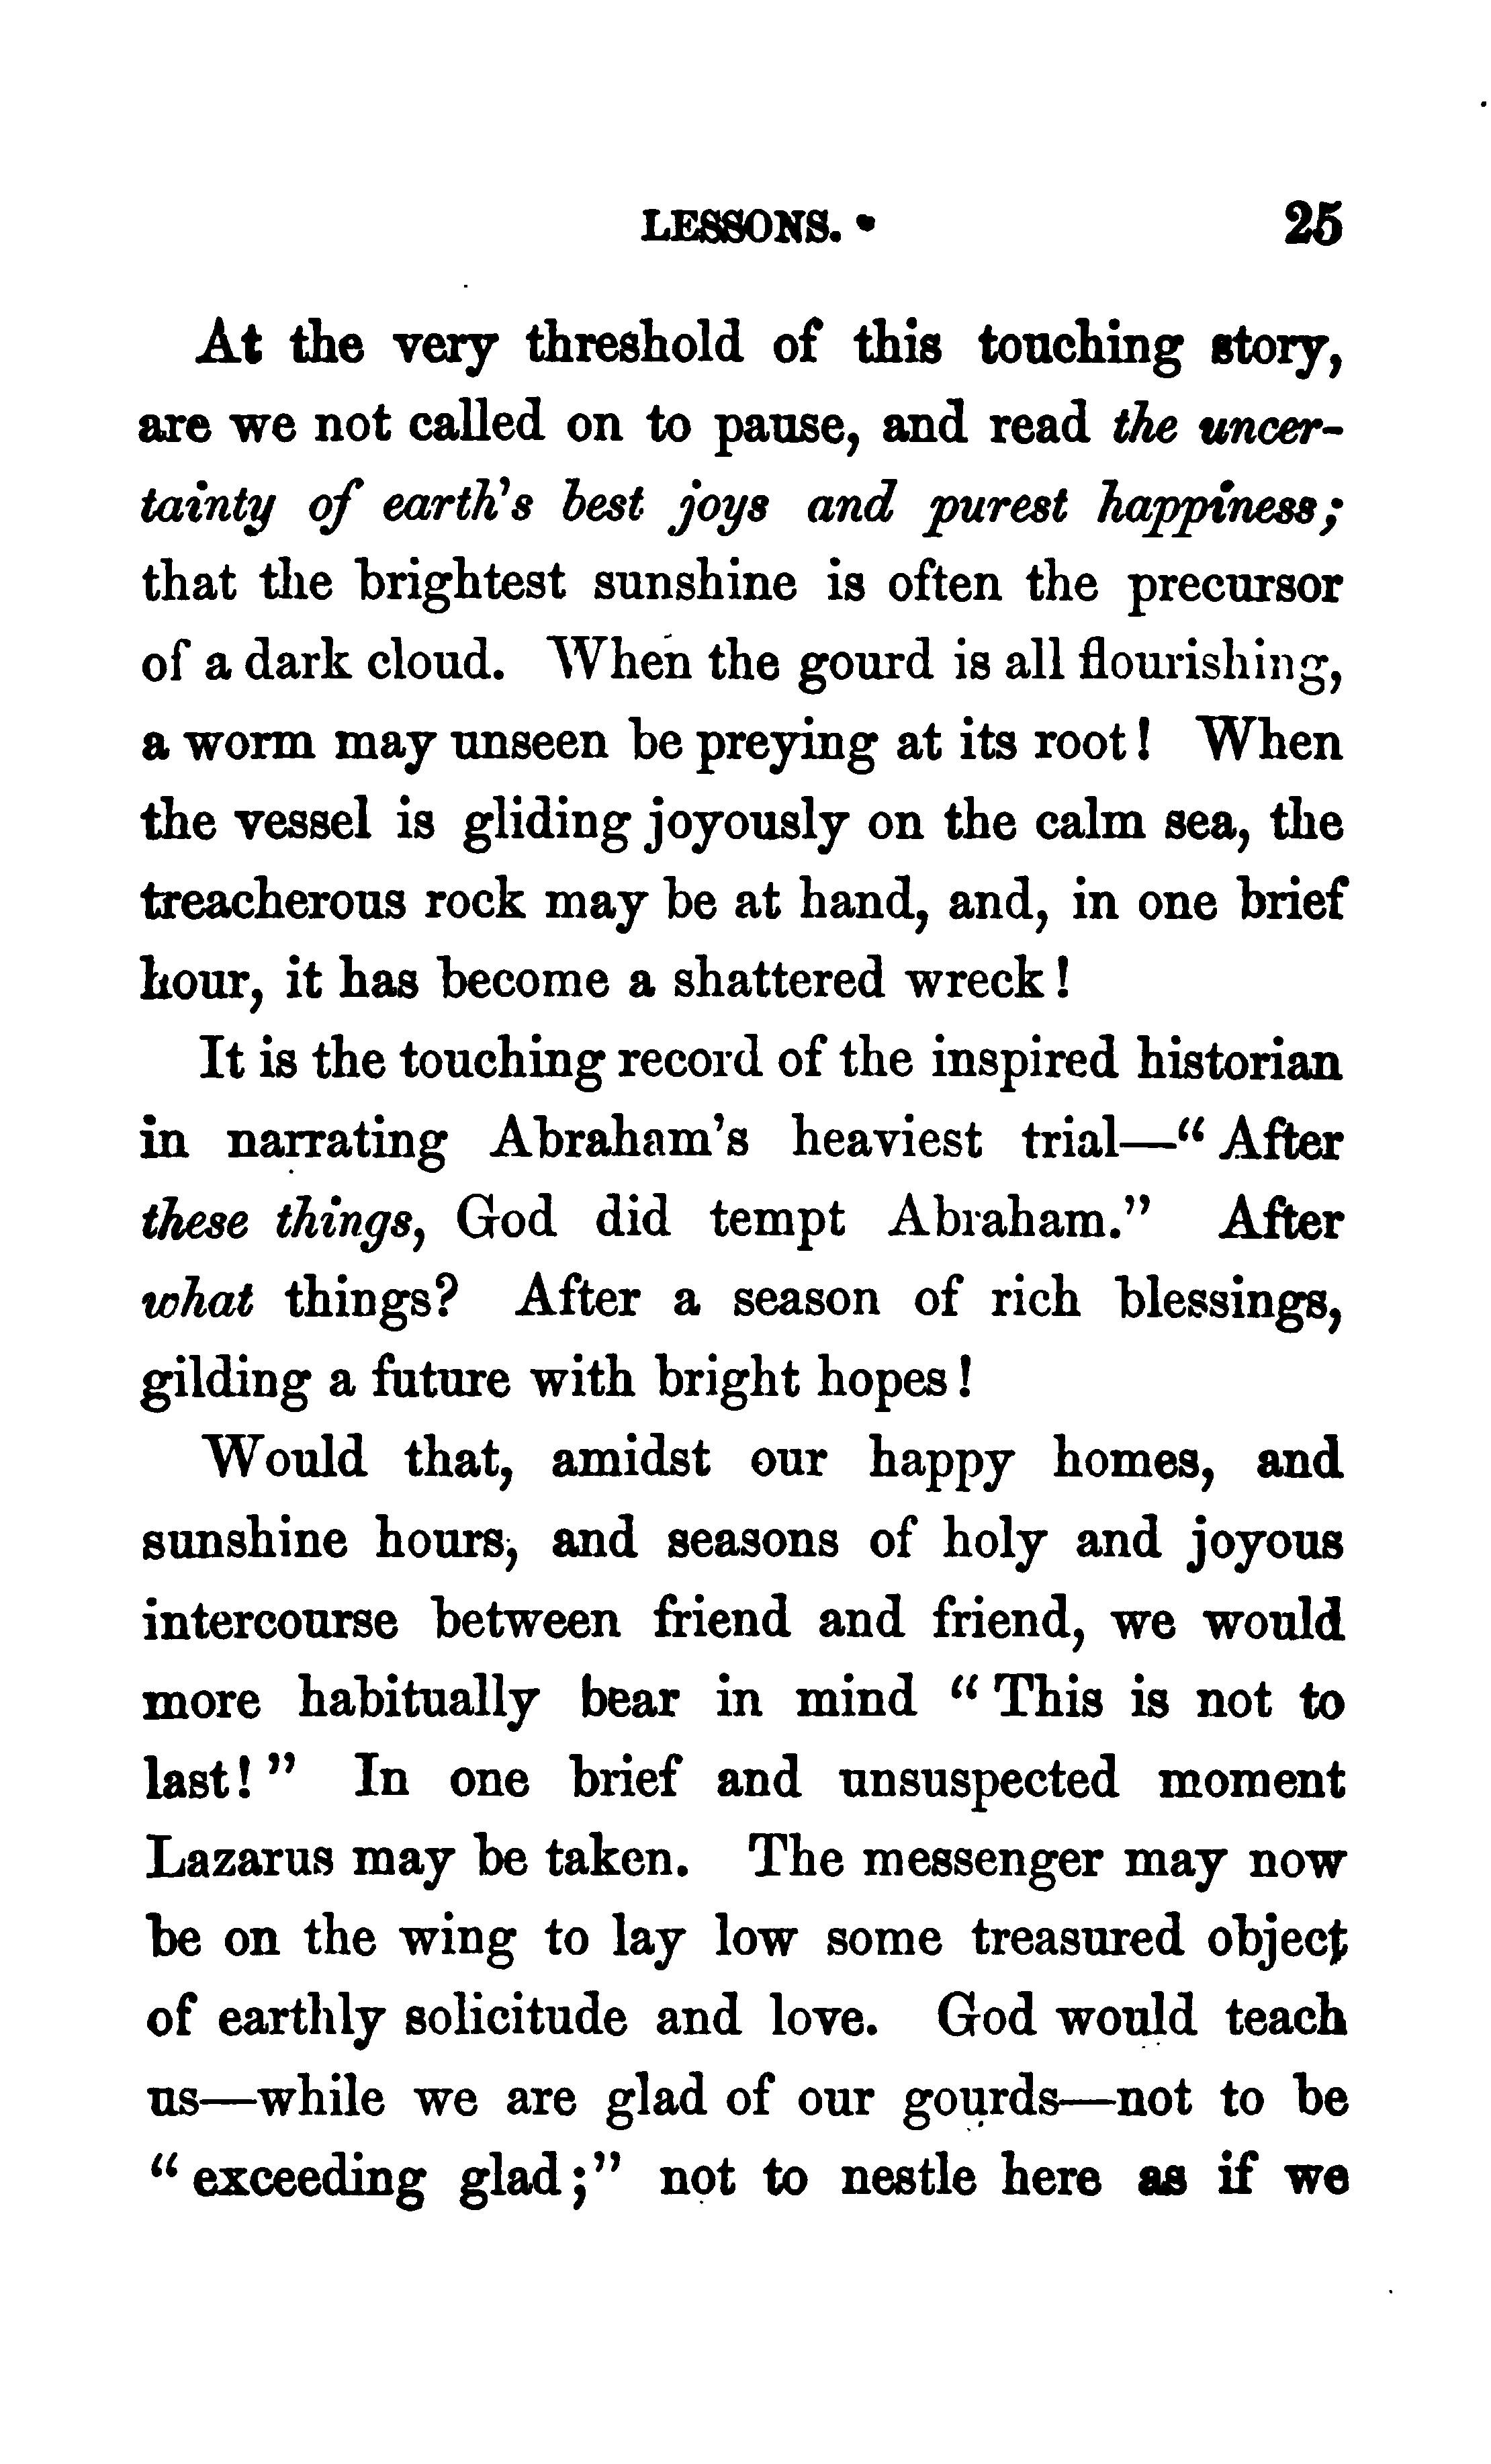 LESSONS. 25
At the very threshold of this touching story,
are we not called on to pause, and read the uncer-
tainty of earth's best joys and purest happiness;
that the brightest sunshine is often the precursor
of a dark cloud. When the gourd is all flourishing,
a worm may unseen be preying at its root! When
the vessel is gliding joyously on the calm sea, the
treacherous rock may be at hand, and, in one brief
hour, it has become a shattered wreck!
It is the touching record of the inspired historian
in narrating Abraham's heaviest trial—“After
these things, God did tempt Abraham.” After
what things? After a season of rich blessings,
gilding a future with bright hopes!
Would that, amidst our happy homes, and
sunshine hours, and seasons of holy and joyous
intercourse between friend and friend, we would
more habitually bear in mind “This is not to
last!” In one brief and unsuspected moment
Lazarus may be taken. The messenger may now
be on the wing to lay low some treasured object
of earthly solicitude and love. God would teach
us—while we are glad of our gourds—not to be
“exceeding glad;” not to nestle here as if we